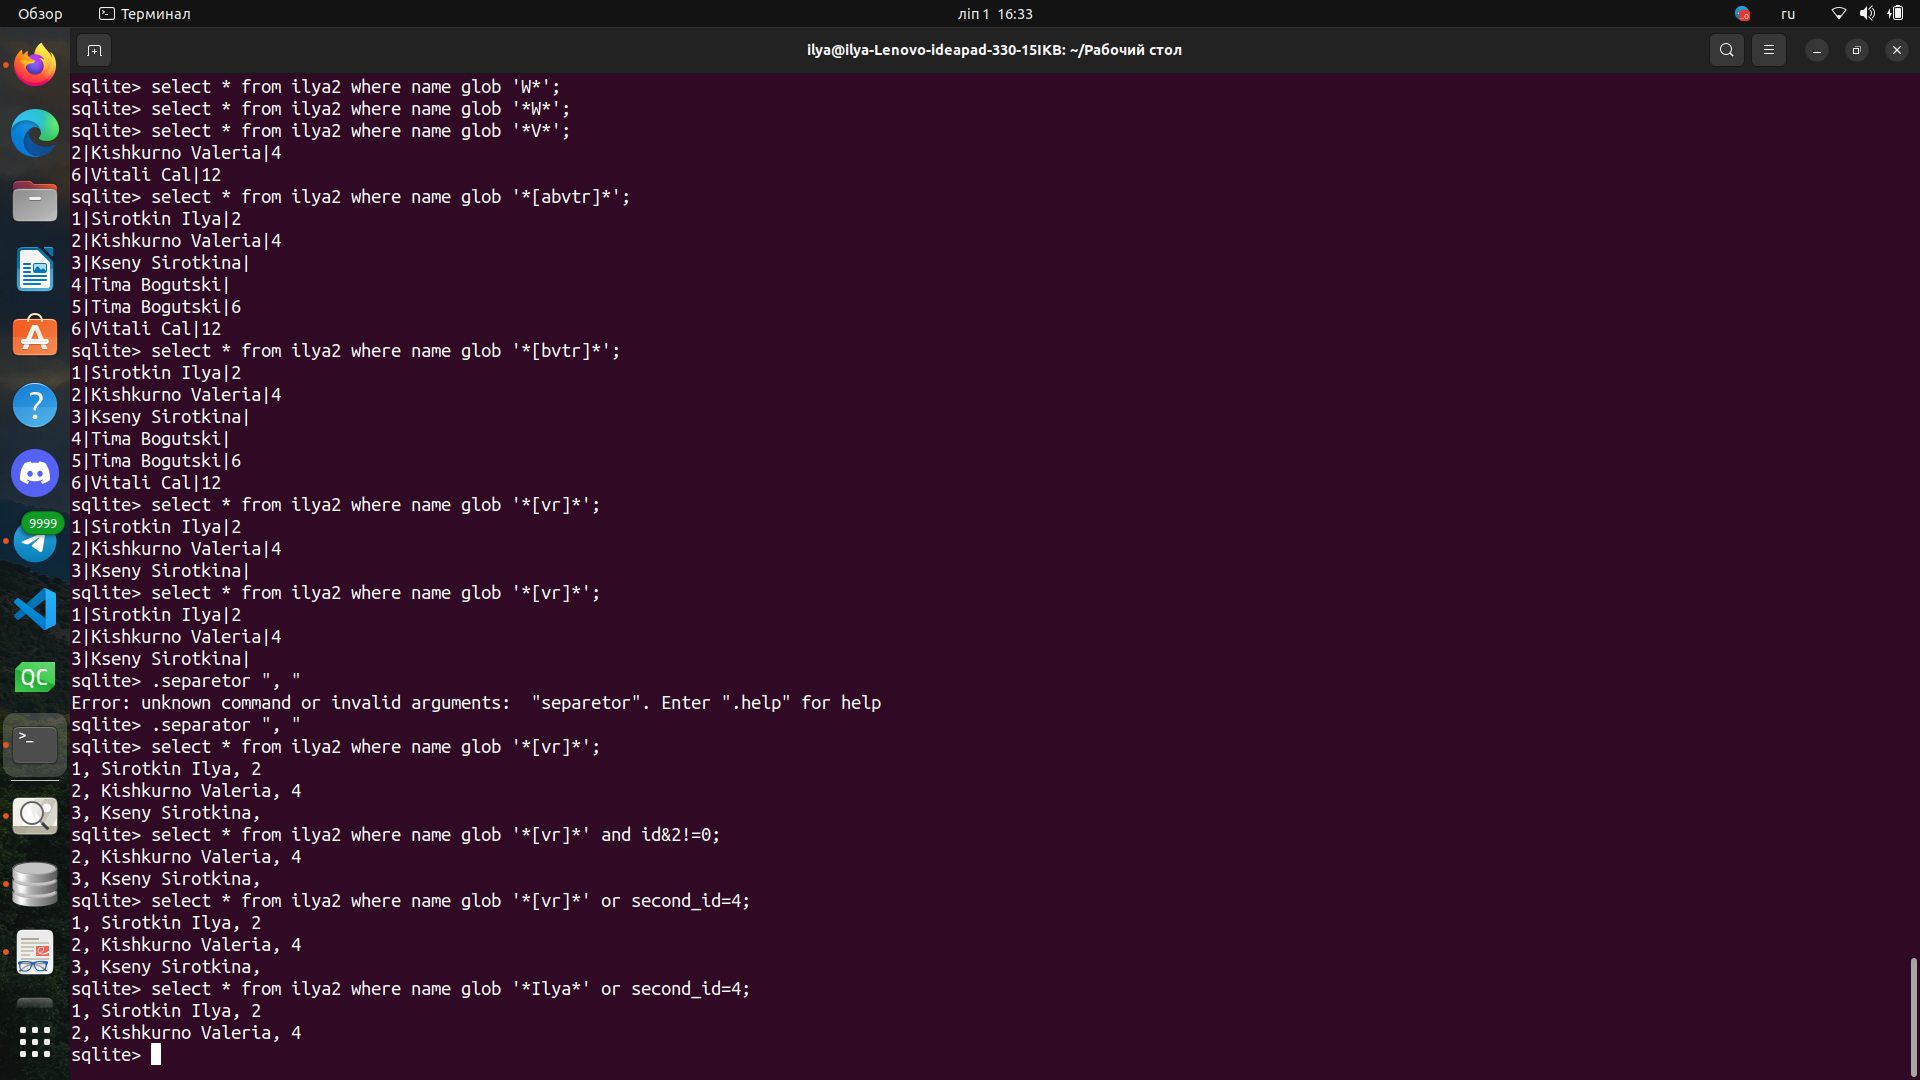 Обзор
Терминал
ліп 1 16:33
ru
ilya@ilya-Lenovo-ideapad-330-15IKB: ~/Рабочий стол
sqlite> select * from ilya2 where name glob 'W*';
sqlite> select * from ilya2 where name glob '*W*';
sqlite> select * from ilya2 where name glob '*V*';
2|Kishkurno Valeria|4
6|Vitali Cal|12
sqlite> select * from ilya2 where name glob '*[abvtr]*';
1|Sirotkin Ilya|2
2|Kishkurno Valeria|4
3|Kseny Sirotkina|
4|Tima Bogutski|
5|Tima Bogutski|6
6|Vitali Cal|12
sqlite> select * from ilya2 where name glob '*[bvtr]*';
1|Sirotkin Ilya|2
2|Kishkurno Valeria|4
3|Kseny Sirotkina|
4|Tima Bogutski|
5|Tima Bogutski|6
6|Vitali Cal|12
sqlite> select * from ilya2 where name glob '*[vr]*';
1|Sirotkin Ilya|2
2|Kishkurno Valeria|4
3|Kseny Sirotkina|
sqlite> select * from ilya2 where name glob '*[vr]*';
1|Sirotkin Ilya|2
2|Kishkurno Valeria|4
3|Kseny Sirotkina|
sqlite> .separetor ", "
Error: unknown command or invalid arguments:  "separetor". Enter ".help" for help
sqlite> .separator ", "
sqlite> select * from ilya2 where name glob '*[vr]*';
1, Sirotkin Ilya, 2
2, Kishkurno Valeria, 4
3, Kseny Sirotkina,
sqlite> select * from ilya2 where name glob '*[vr]*' and id&2!=0;
2, Kishkurno Valeria, 4
3, Kseny Sirotkina,
sqlite> select * from ilya2 where name glob '*[vr]*' or second_id=4;
1, Sirotkin Ilya, 2
2, Kishkurno Valeria, 4
3, Kseny Sirotkina,
sqlite> select * from ilya2 where name glob '*Ilya*' or second_id=4;
1, Sirotkin Ilya, 2
2, Kishkurno Valeria, 4
sqlite>
9999
QC